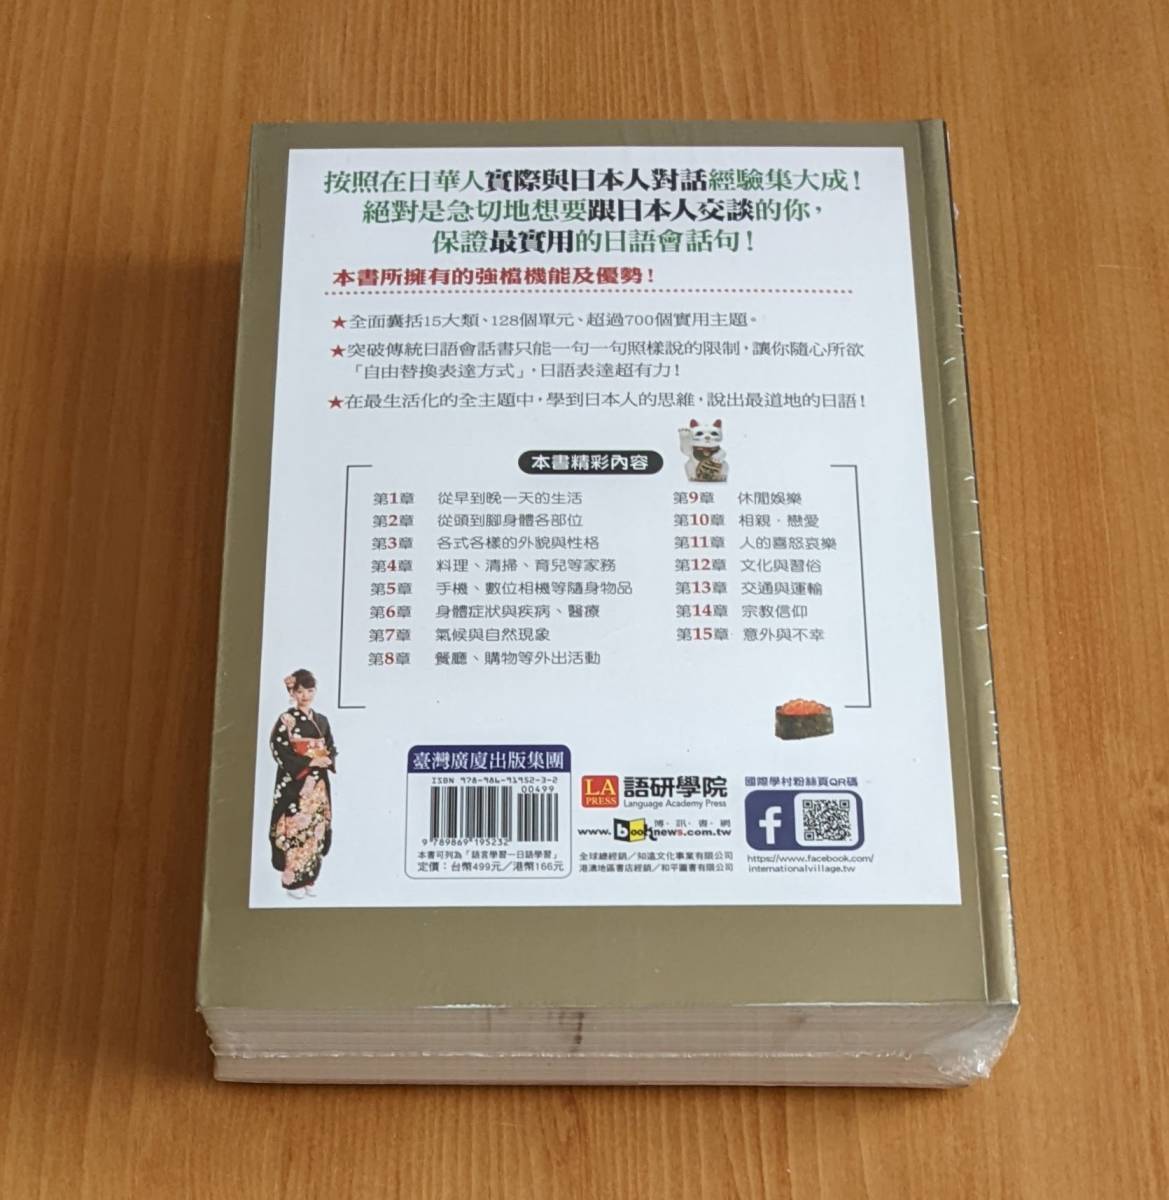 按照在日華人實際與日本人對話經驗集大成！
絕對是急切地想要跟日本人交談的你，
保證最實用的日語會話句！
本書所擁有的強檔機能及優勢！
★全面囊括15大類、128個單元、超過700個實用主題。
★突破傳統日語會話書只能一句一句照樣說的限制，讓你隨心所欲
「自由替換表達方式」，日語表達超有力！
★在最生活化的全主題中，學到日本人的思維，說出最道地的日語！
本書精彩內容
第1章 從早到晚一天的生活
第2章 從頭到腳身體各部位
第3章 各式各樣的外貌與性格
第4章 料理、清掃、育兒等家務
第5章 手機、數位相機等隨身物品
第6章 身體症狀與疾病、醫療
第7章 氣候與自然現象
第8章 餐廳、購物等外出活動
第9章 休閒娛樂
第10章 相親·戀愛
第11章 人的喜怒哀樂
第12章 文化與習俗
第13章 交通與運輸
第14章 宗教信仰
第15章 意外與不幸
臺灣廣廈出版集團
ISBN 978-986-91952-3-2
00499
9 789869 195232
本書可列為「語言學習－日語學習」
定價：台幣499元／港幣166元
LA PRESS 語研學院
Language Academy Press
博·訊·書·網
www.booknews.com.tw
全球總經銷／知遠文化事業有限公司
港澳地區書店經銷／和平圖書有限公司
國際學村粉絲頁QR碼
f
https://www.facebook.com/
internationalvillage.tw